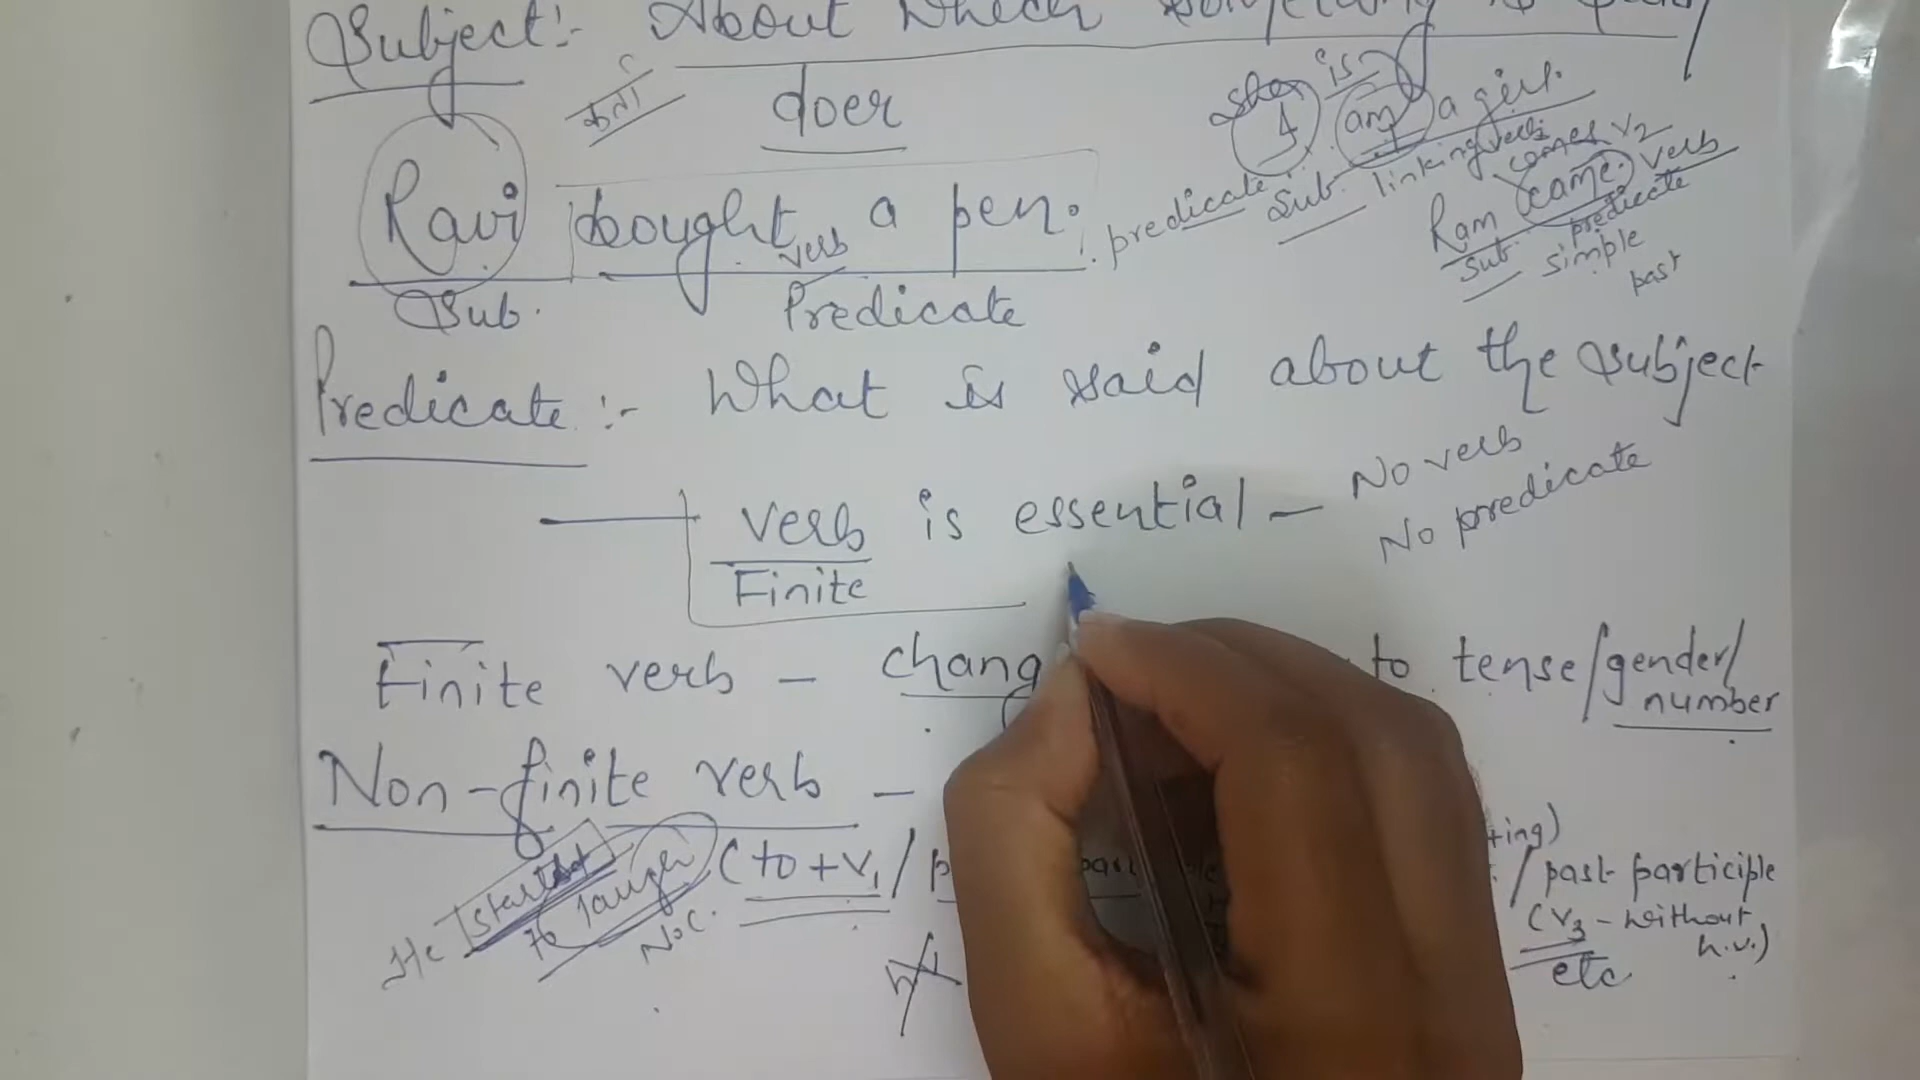 Subject :- About which something is said
कर्ता
doer
She is
I am a girl.
Sub. linking verb
predicate
comes V2
Ram came. verb
Sub. predicate
simple
past
Ravi bought a pen.
verb
Sub. Predicate
Predicate :- What is said about the subject
verb is essential - No verb
No predicate
Finite
Finite verb - chang to tense/gender/
number
Non-finite verb -
(to+V1/ +ing)
/past participle
(V3 - without
h.v.)
etc
He
to